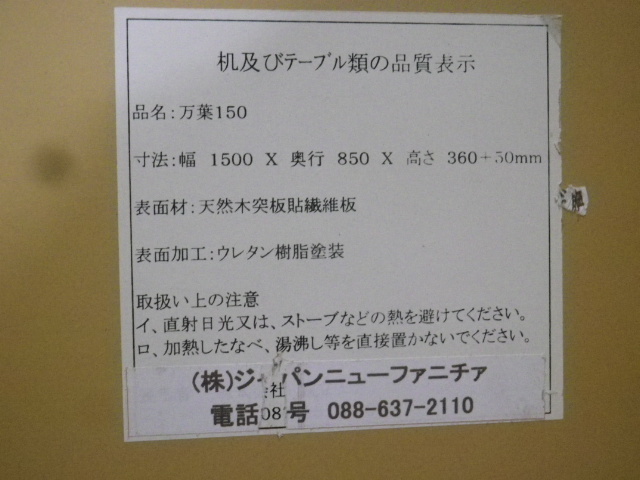 机及びテーブル類の品質表示
品名:万葉150
寸法:幅 1500 X 奥行 850 X 高さ 360+50mm
表面材:天然木突板貼繊維板
表面加工:ウレタン樹脂塗装
取扱い上の注意
イ、直射日光又は、ストーブなどの熱を避けてください。
ロ、加熱したなべ、湯沸し等を直接置かないでください。
(株)ジャパンニューファニチァ
会社
電話 08 号 088-637-2110